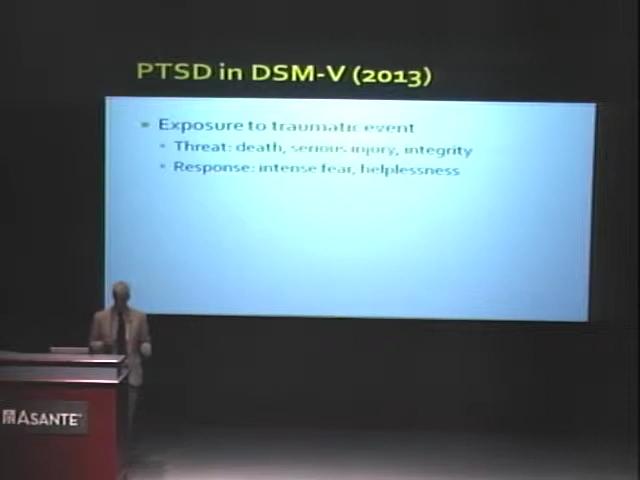 PTSD in DSM-V (2013)
Exposure to traumatic event
Threat: death, serious injury, integrity
Response: intense fear, helplessness
ASANTE